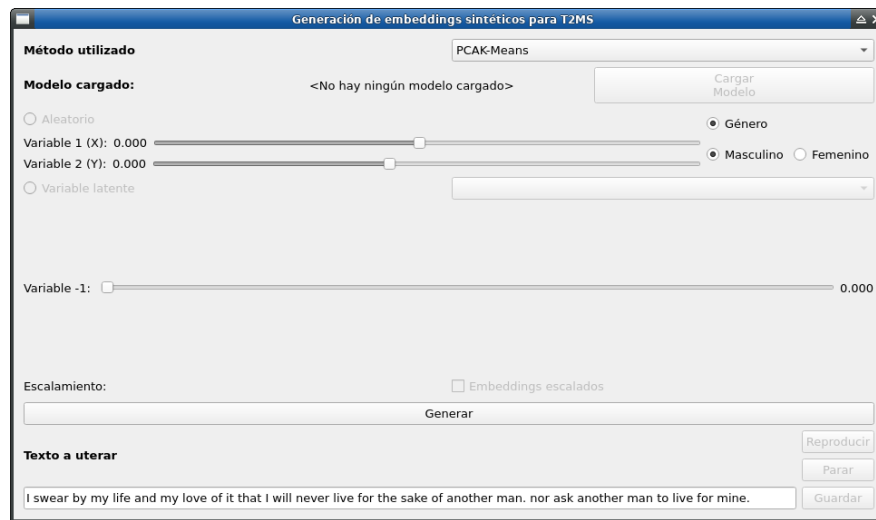 Generación de embeddings sintéticos para T2MS
Método utilizado PCAK-Means
Modelo cargado: <No hay ningún modelo cargado> Cargar
Modelo
Aleatorio Género
Variable 1 (X): 0.000
Variable 2 (Y): 0.000 Masculino Femenino
Variable latente
Variable -1: 0.000
Escalamiento: Embeddings escalados
Generar
Reproducir
Texto a uterar
Parar
I swear by my life and my love of it that I will never live for the sake of another man. nor ask another man to live for mine. Guardar